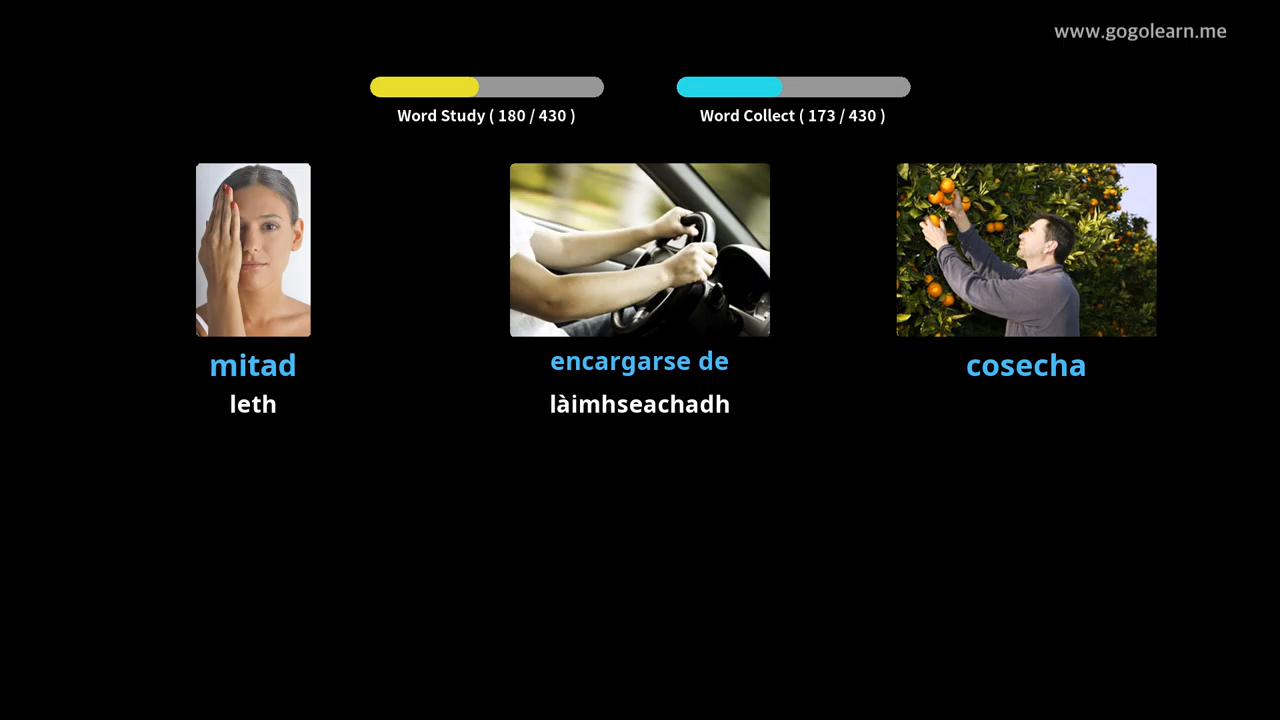 www.gogolearn.me
Word Study ( 180 / 430 )
Word Collect ( 173 / 430 )
mitad
encargarse de
cosecha
leth
làimhseachadh